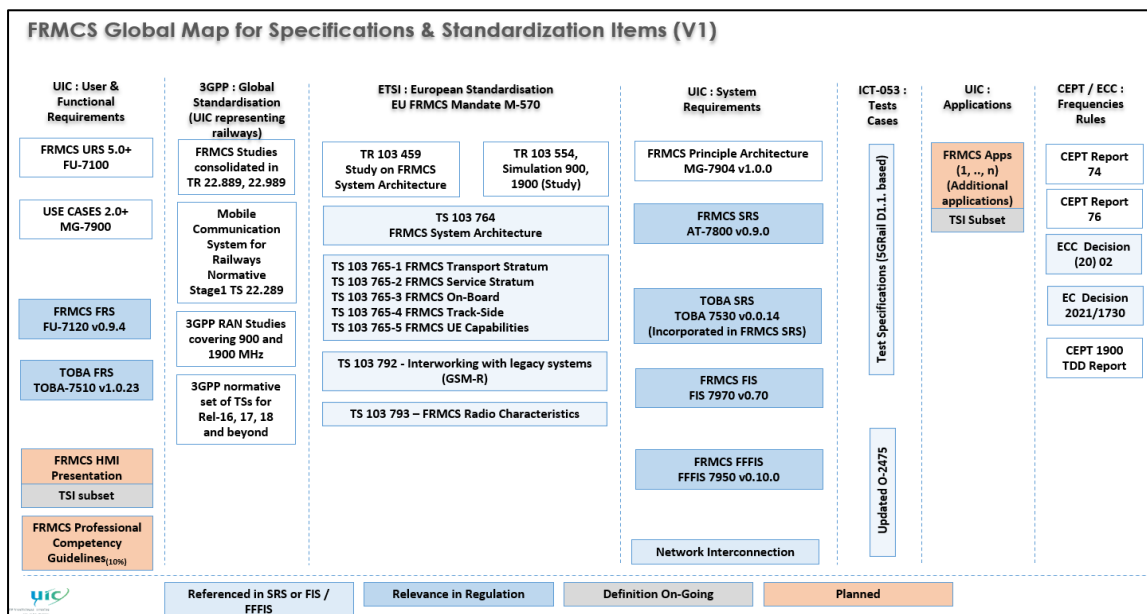 FRMCS Global Map for Specifications & Standardization Items (V1)
UIC : User &
Functional
Requirements
FRMCS URS 5.0+
FU-7100
USE CASES 2.0+
MG-7900
FRMCS FRS
FU-7120 v0.9.4
TOBA FRS
TOBA-7510 v1.0.23
FRMCS HMI
Presentation
TSI subset
FRMCS Professional
Competency
Guidelines(10%)
3GPP : Global
Standardisation
(UIC representing
railways)
FRMCS Studies
consolidated in
TR 22.889, 22.989
Mobile
Communication
System for
Railways
Normative
Stage1 TS 22.289
3GPP RAN Studies
covering 900 and
1900 MHz
3GPP normative
set of TSs for
Rel-16, 17, 18
and beyond
ETSI : European Standardisation
EU FRMCS Mandate M-570
TR 103 459
Study on FRMCS
System Architecture
TR 103 554,
Simulation 900,
1900 (Study)
TS 103 764
FRMCS System Architecture
TS 103 765-1 FRMCS Transport Stratum
TS 103 765-2 FRMCS Service Stratum
TS 103 765-3 FRMCS On-Board
TS 103 765-4 FRMCS Track-Side
TS 103 765-5 FRMCS UE Capabilities
TS 103 792 - Interworking with legacy systems
(GSM-R)
TS 103 793 – FRMCS Radio Characteristics
UIC : System
Requirements
FRMCS Principle Architecture
MG-7904 v1.0.0
FRMCS SRS
AT-7800 v0.9.0
TOBA SRS
TOBA 7530 v0.0.14
(Incorporated in FRMCS SRS)
FRMCS FIS
FIS 7970 v0.70
FRMCS FFFIS
FFFIS 7950 v0.10.0
Network Interconnection
ICT-053 :
Tests
Cases
Test Specifications (5GRail D1.1. based)
Updated O-2475
UIC :
Applications
FRMCS Apps
(1, .., n)
(Additional
applications)
TSI Subset
CEPT / ECC :
Frequencies
Rules
CEPT Report
74
CEPT Report
76
ECC Decision
(20) 02
EC Decision
2021/1730
CEPT 1900
TDD Report
uic
Referenced in SRS or FIS /
FFFIS
Relevance in Regulation
Definition On-Going
Planned